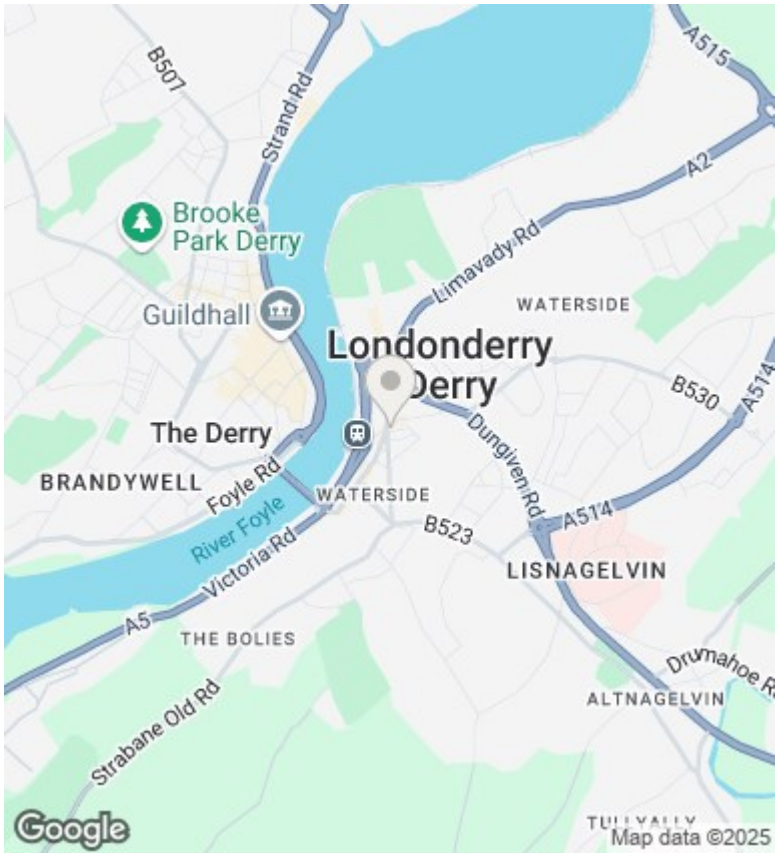 B507
Strand Rd
A515
A2
Brooke
Park Derry
Limavady Rd
WATERSIDE
Guildhall
Londonderry
Derry
B530
A514
The Derry
Dungiven Rd
BRANDYWELL
Foyle Rd
WATERSIDE
River Foyle
A514
B523
Victoria Rd
LISNAGELVIN
A5
THE BOLIES
Drumahoe Rd
ALTNAGELVIN
Strabane Old Rd
TULLYALLY
Google
Map data ©2025